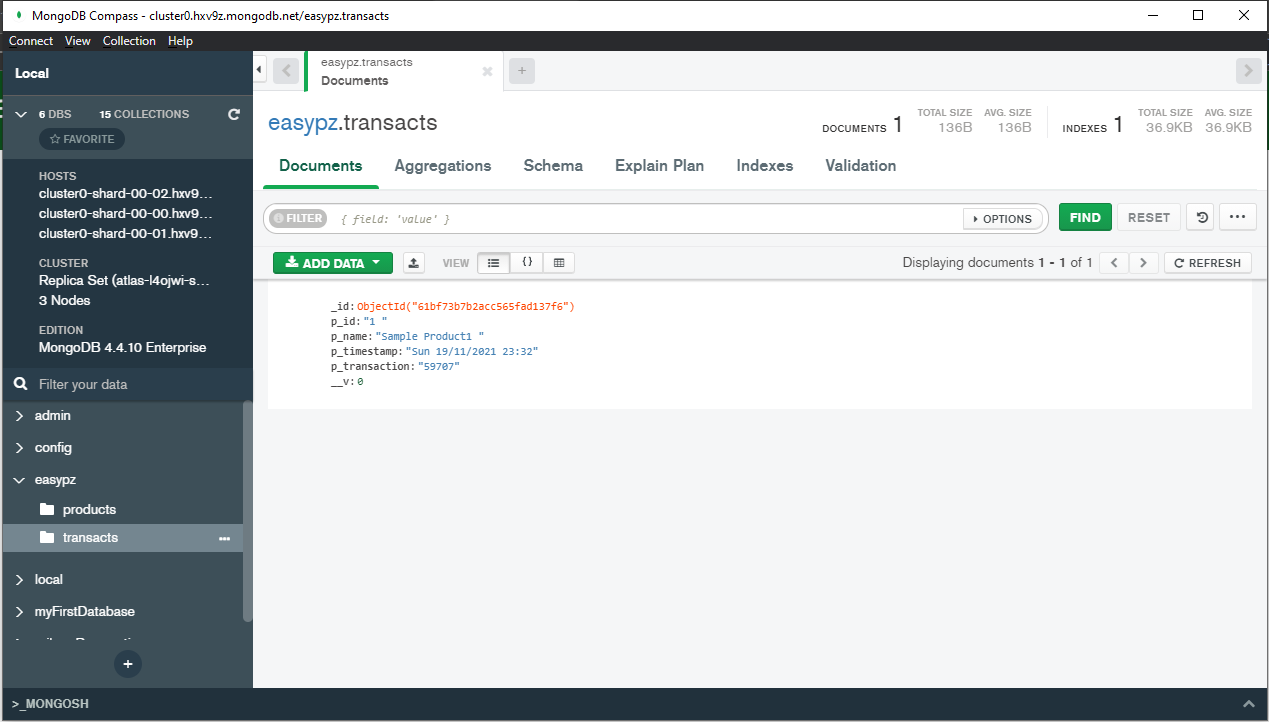 MongoDB Compass - cluster0.hxv9z.mongodb.net/easypz.transacts
Connect View Collection Help
Local
6 DBS 15 COLLECTIONS
FAVORITE
HOSTS
cluster0-shard-00-02.hxv9...
cluster0-shard-00-00.hxv9...
cluster0-shard-00-01.hxv9...
CLUSTER
Replica Set (atlas-l4ojwi-s...
3 Nodes
EDITION
MongoDB 4.4.10 Enterprise
Filter your data
admin
config
easypz
products
transacts
local
myFirstDatabase
easypz.transacts
Documents
easypz.transacts
DOCUMENTS 1 TOTAL SIZE 136B AVG. SIZE 136B
INDEXES 1 TOTAL SIZE 36.9KB AVG. SIZE 36.9KB
Documents Aggregations Schema Explain Plan Indexes Validation
FILTER { field: 'value' } OPTIONS FIND RESET
ADD DATA VIEW {} Displaying documents 1 - 1 of 1 REFRESH
_id: ObjectId("61bf73b7b2acc565fad137f6")
p_id: "1 "
p_name: "Sample Product1 "
p_timestamp: "Sun 19/11/2021 23:32"
p_transaction: "59707"
__v: 0
>_MONGOSH